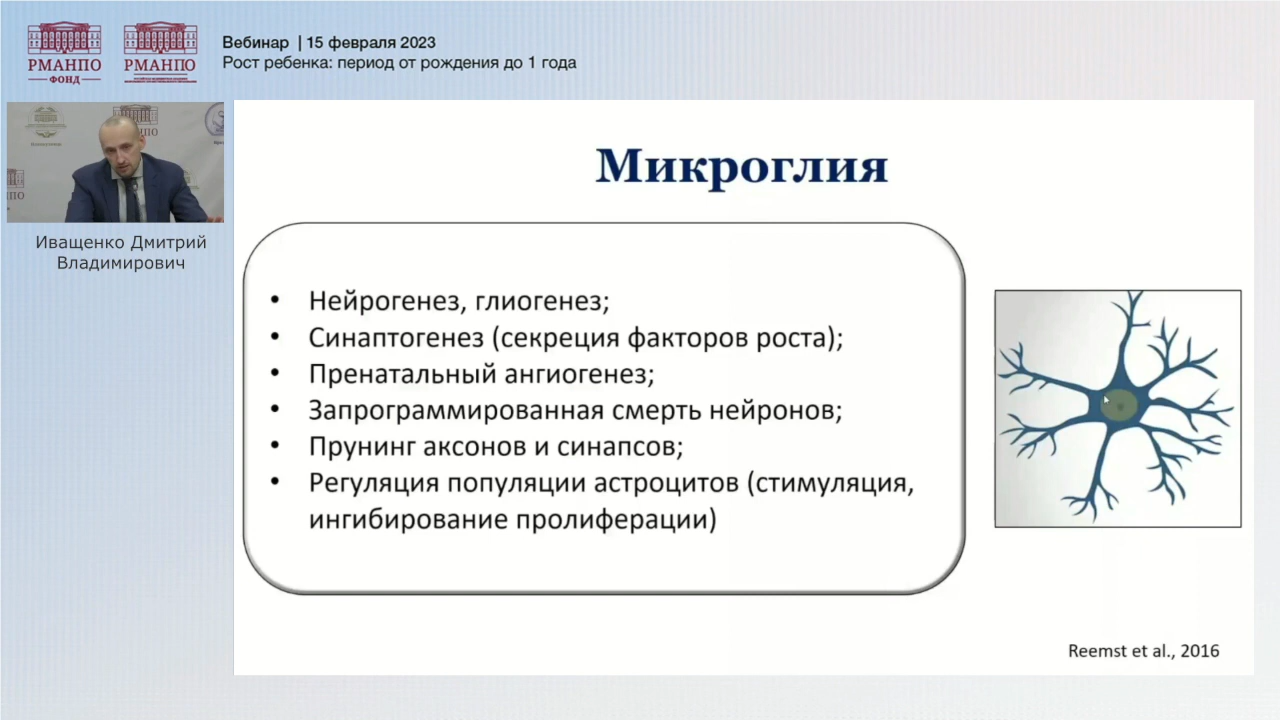 Вебинар | 15 февраля 2023
Рост ребенка: период от рождения до 1 года
РМАНПО
ФОНД
РМАНПО
Иващенко Дмитрий
Владимирович
Микроглия
• Нейрогенез, глиогенез;
• Синаптогенез (секреция факторов роста);
• Пренатальный ангиогенез;
• Запрограммированная смерть нейронов;
• Прунинг аксонов и синапсов;
• Регуляция популяции астроцитов (стимуляция,
ингибирование пролиферации)
Reemst et al., 2016